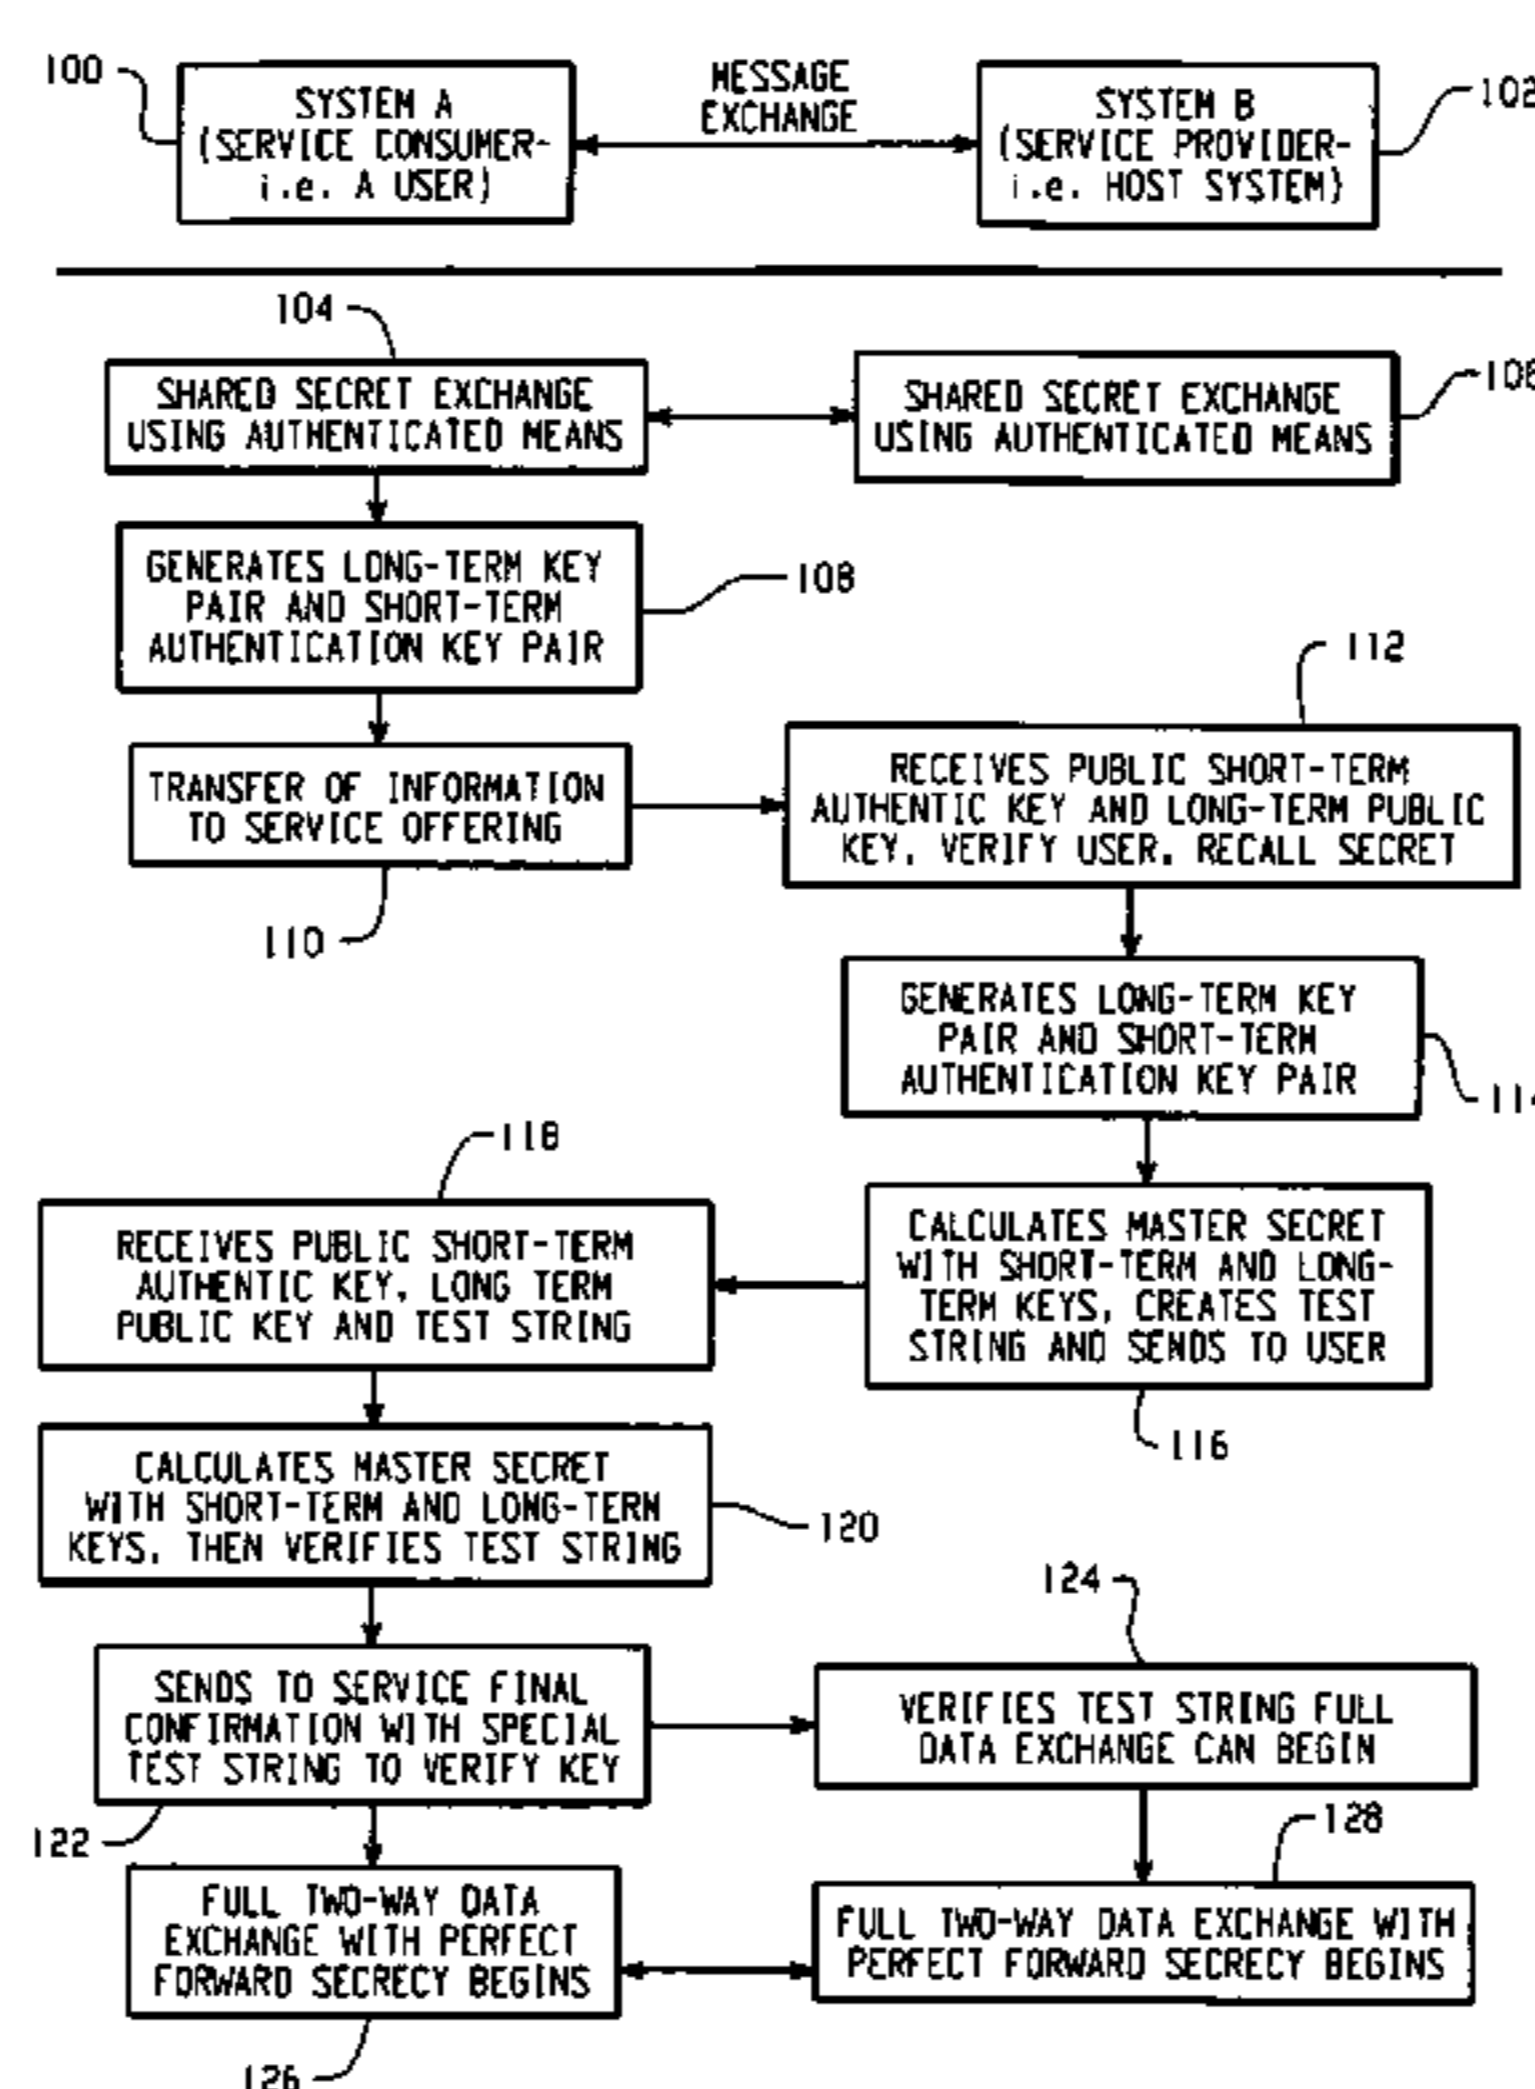 100
SYSTEM A
(SERVICE CONSUMER-
i.e. A USER)
MESSAGE
EXCHANGE
SYSTEM B
(SERVICE PROVIDER-
i.e. HOST SYSTEM)
102
104
SHARED SECRET EXCHANGE
USING AUTHENTICATED MEANS
SHARED SECRET EXCHANGE
USING AUTHENTICATED MEANS
106
GENERATES LONG-TERM KEY
PAIR AND SHORT-TERM
AUTHENTICATION KEY PAIR
108
112
TRANSFER OF INFORMATION
TO SERVICE OFFERING
110
RECEIVES PUBLIC SHORT-TERM
AUTHENTIC KEY AND LONG-TERM PUBLIC
KEY, VERIFY USER, RECALL SECRET
GENERATES LONG-TERM KEY
PAIR AND SHORT-TERM
AUTHENTICATION KEY PAIR
114
118
RECEIVES PUBLIC SHORT-TERM
AUTHENTIC KEY, LONG TERM
PUBLIC KEY AND TEST STRING
CALCULATES MASTER SECRET
WITH SHORT-TERM AND LONG-
TERM KEYS, CREATES TEST
STRING AND SENDS TO USER
116
CALCULATES MASTER SECRET
WITH SHORT-TERM AND LONG-TERM
KEYS, THEN VERIFIES TEST STRING
120
124
SENDS TO SERVICE FINAL
CONFIRMATION WITH SPECIAL
TEST STRING TO VERIFY KEY
122
VERIFIES TEST STRING FULL
DATA EXCHANGE CAN BEGIN
128
FULL TWO-WAY DATA
EXCHANGE WITH PERFECT
FORWARD SECRECY BEGINS
FULL TWO-WAY DATA EXCHANGE WITH
PERFECT FORWARD SECRECY BEGINS
126